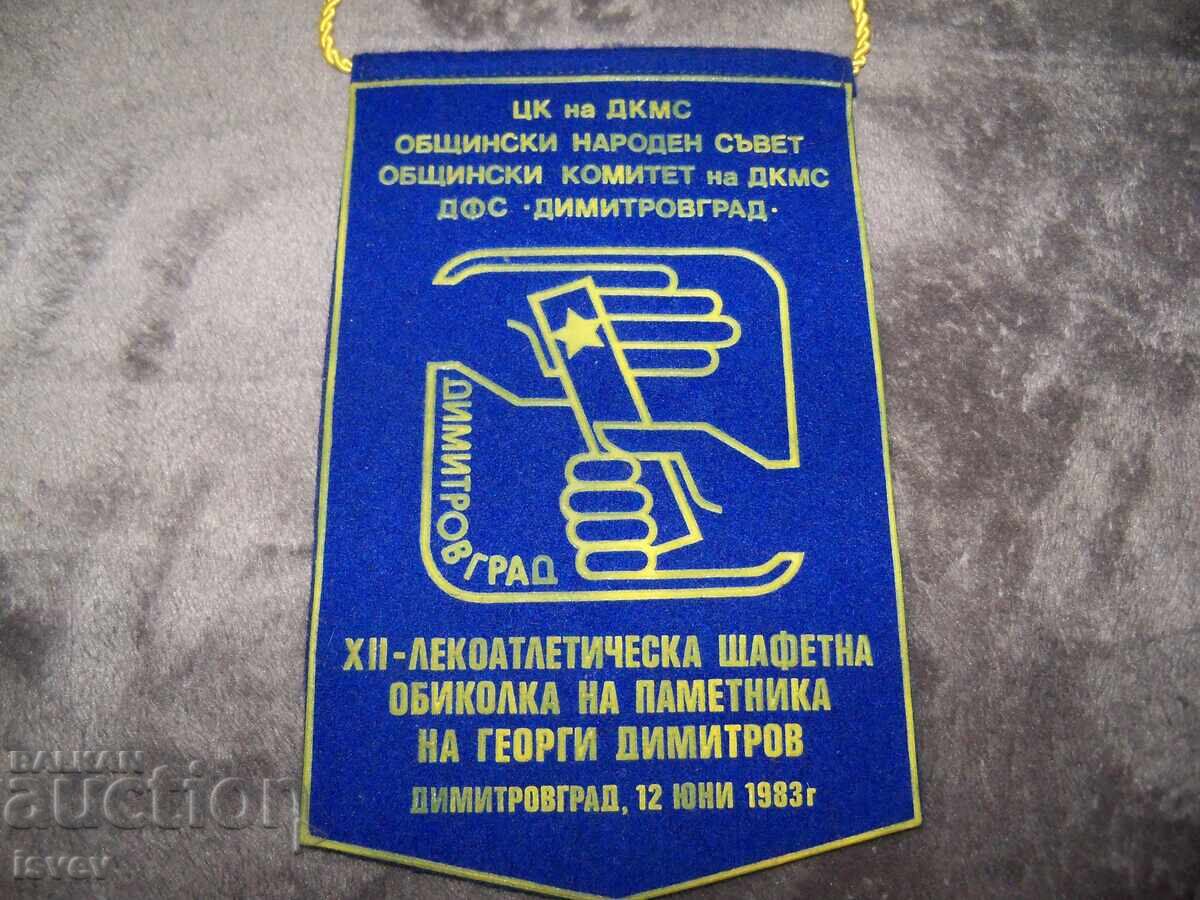 ЦК на ДКМС
ОБЩИНСКИ НАРОДЕН СЪВЕТ
ОБЩИНСКИ КОМИТЕТ на ДКМС
ДФС · ДИМИТРОВГРАД ·
ДИМИТРОВГРАД
XII-ЛЕКОАТЛЕТИЧЕСКА ЩАФЕТНА
ОБИКОЛКА НА ПАМЕТНИКА
НА ГЕОРГИ ДИМИТРОВ
ДИМИТРОВГРАД, 12 ЮНИ 1983г
BALKAN
auction
isvev